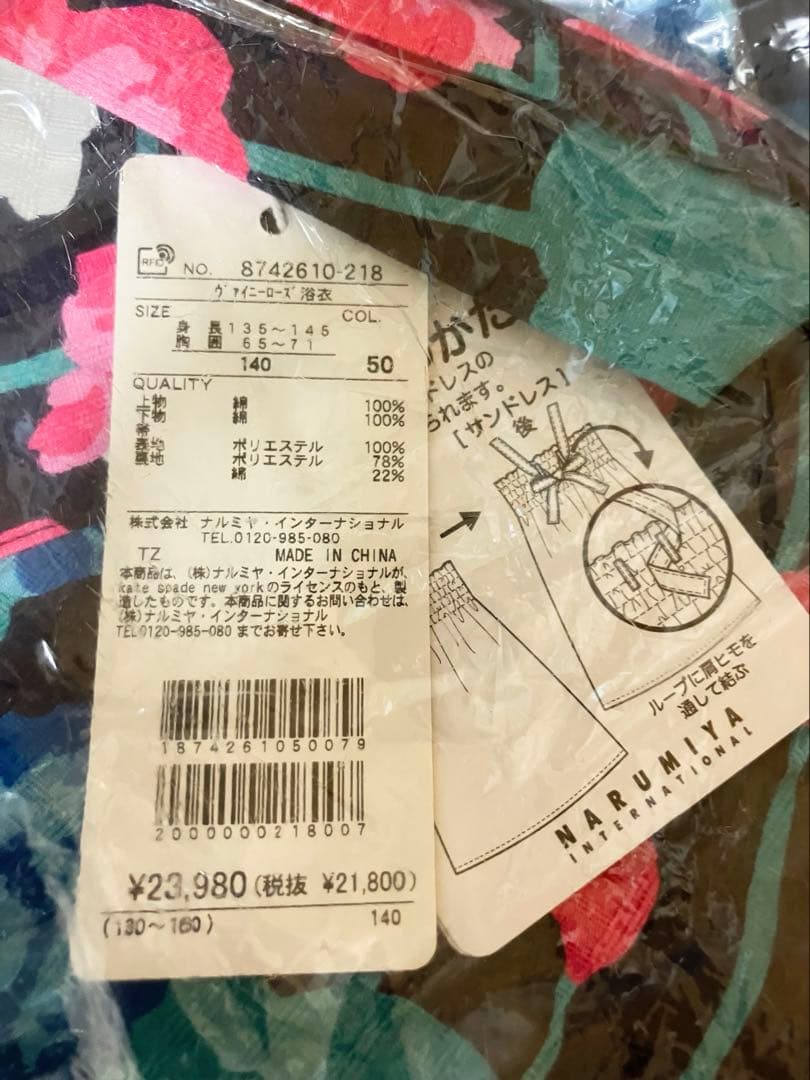 RFID NO. 8742610-218
ヴァイニーローズ 浴衣
SIZE COL.
身 長 135～145
胸 囲 65～71
140 50
QUALITY
上物 綿 100%
下物 綿 100%
帯
表地 ポリエステル 100%
裏地 ポリエステル 78%
綿 22%
株式会社 ナルミヤ・インターナショナル
TEL.0120-985-080
TZ MADE IN CHINA
本商品は、(株)ナルミヤ・インターナショナルが、
kate spade new yorkのライセンスのもと、製
造したものです。本商品に関するお問い合わせは、
(株)ナルミヤ・インターナショナル
TEL0120-985-080 までお寄せ下さい。
1874261050079
2000000218007
¥23,980(税抜 ¥21,800)
(130～160) 140
がた
ドレスの
られます。
[サンドレス]
後
ループに肩ヒモを
通して結ぶ
NARUMIYA
INTERNATIONAL